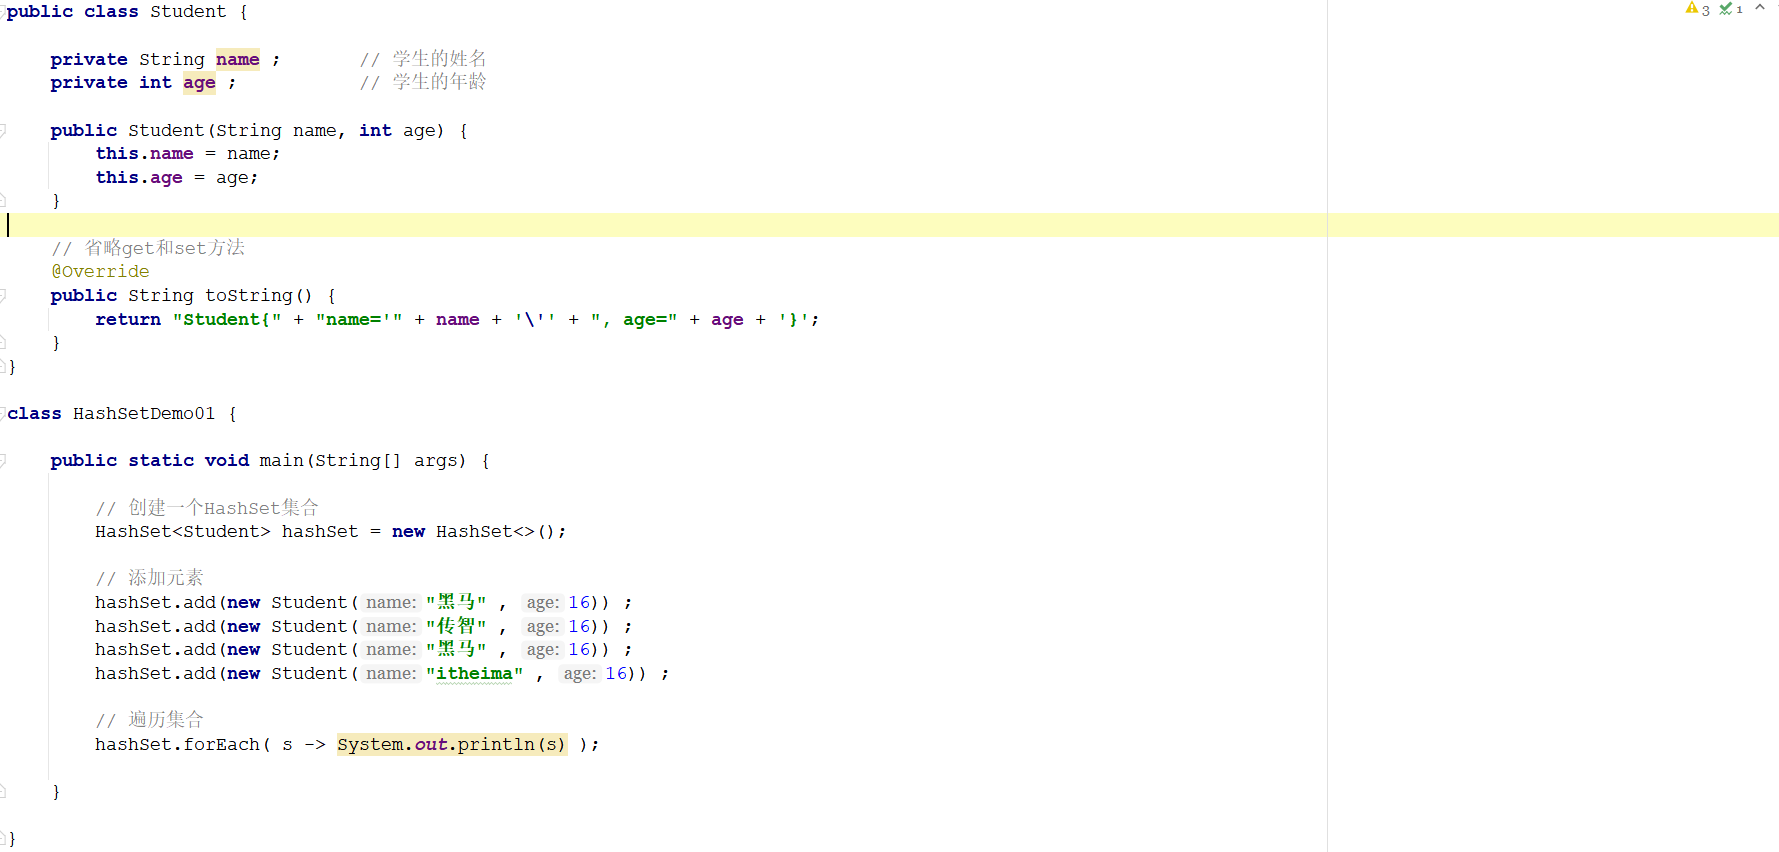 public class Student {
3 1
private String name ; // 学生的姓名
private int age ; // 学生的年龄
public Student(String name, int age) {
this.name = name;
this.age = age;
}
// 省略get和set方法
@Override
public String toString() {
return "Student{" + "name='" + name + '\'' + ", age=" + age + '}';
}
}
class HashSetDemo01 {
public static void main(String[] args) {
// 创建一个HashSet集合
HashSet<Student> hashSet = new HashSet<>();
// 添加元素
hashSet.add(new Student( name: "黑马" , age: 16)) ;
hashSet.add(new Student( name: "传智" , age: 16)) ;
hashSet.add(new Student( name: "黑马" , age: 16)) ;
hashSet.add(new Student( name: "itheima" , age: 16)) ;
// 遍历集合
hashSet.forEach( s -> System.out.println(s) );
}
}